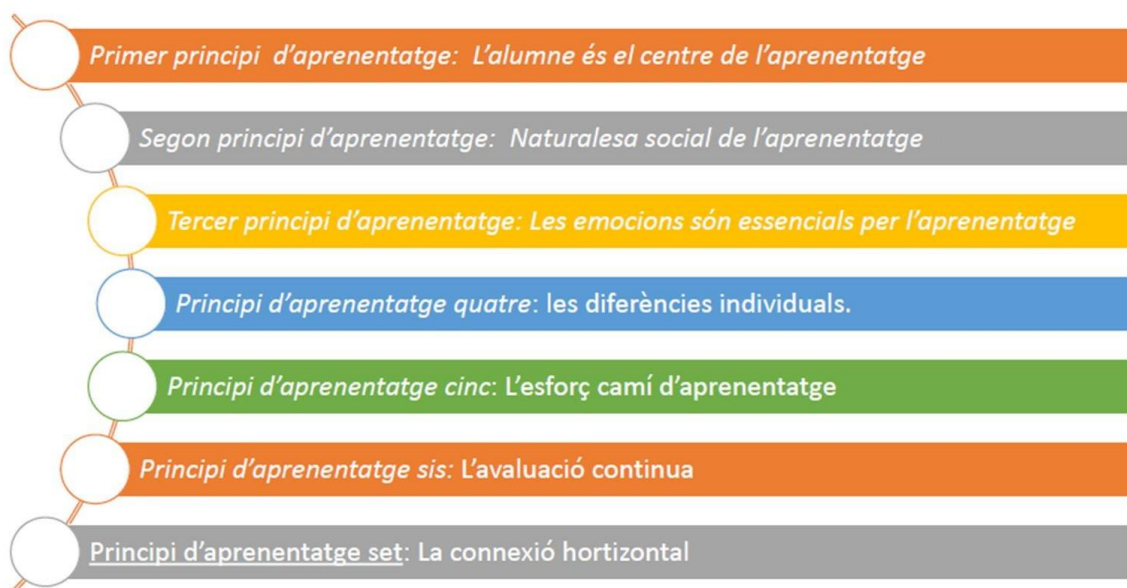 Primer principi d'aprenentatge: L'alumne és el centre de l'aprenentatge
Segon principi d'aprenentatge: Naturalesa social de l'aprenentatge
Tercer principi d'aprenentatge: Les emocions són essencials per l'aprenentatge
Principi d'aprenentatge quatre: les diferències individuals.
Principi d'aprenentatge cinc: L'esforç camí d'aprenentatge
Principi d'aprenentatge sis: L'avaluació continua
Principi d'aprenentatge set: La connexió hortizontal